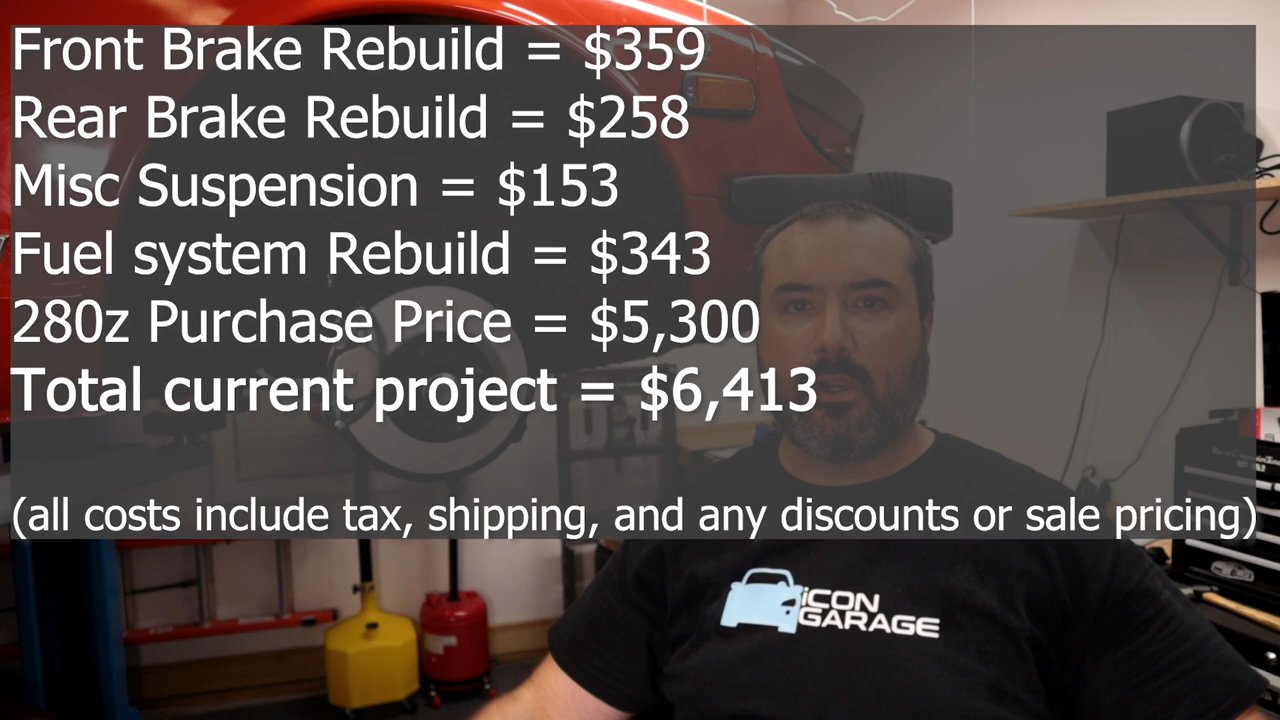 Front Brake Rebuild = $359
Rear Brake Rebuild = $258
Misc Suspension = $153
Fuel system Rebuild = $343
280z Purchase Price = $5,300
Total current project = $6,413
(all costs include tax, shipping, and any discounts or sale pricing)
iCON
GARAGE